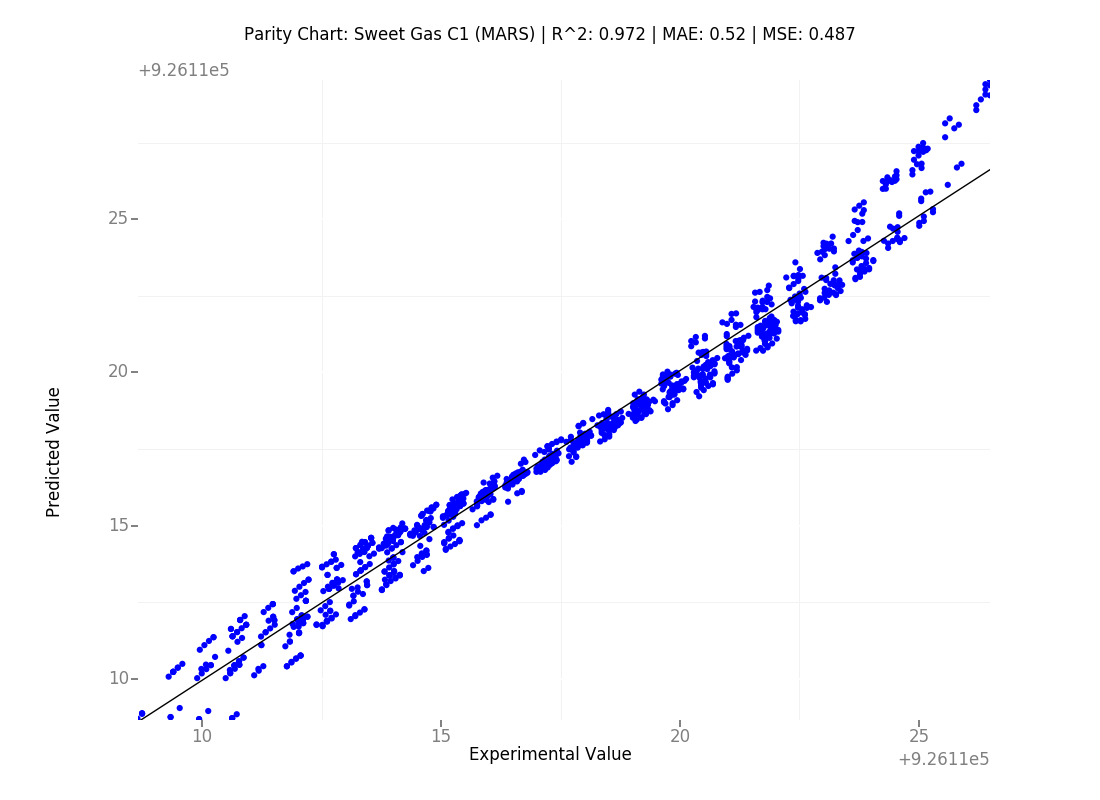 Parity Chart: Sweet Gas C1 (MARS) | R^2: 0.972 | MAE: 0.52 | MSE: 0.487
+9.2611e5
25
20
15
10
Predicted Value
10 15 20 25
Experimental Value
+9.2611e5